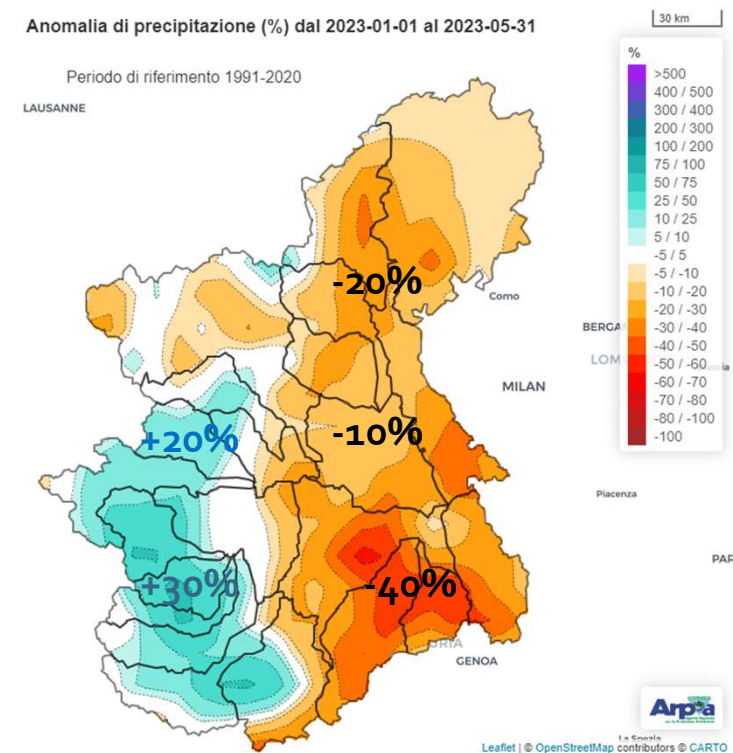 Anomalia di precipitazione (%) dal 2023-01-01 al 2023-05-31
30 km
Periodo di riferimento 1991-2020
LAUSANNE
%
>500
400 / 500
300 / 400
200 / 300
100 / 200
75 / 100
50 / 75
25 / 50
10 / 25
5 / 10
-5 / 5
-5 / -10
-10 / -20
-20 / -30
-30 / -40
-40 / -50
-50 / -60
-60 / -70
-70 / -80
-80 / -100
-100
-20%
Como
BERGA
LOM
MILAN
+20%
-10%
Piacenza
PAR
+30%
-40%
URIA
GENOA
Arpa
La Spezia
Leaflet | © OpenStreetMap contributors © CARTO